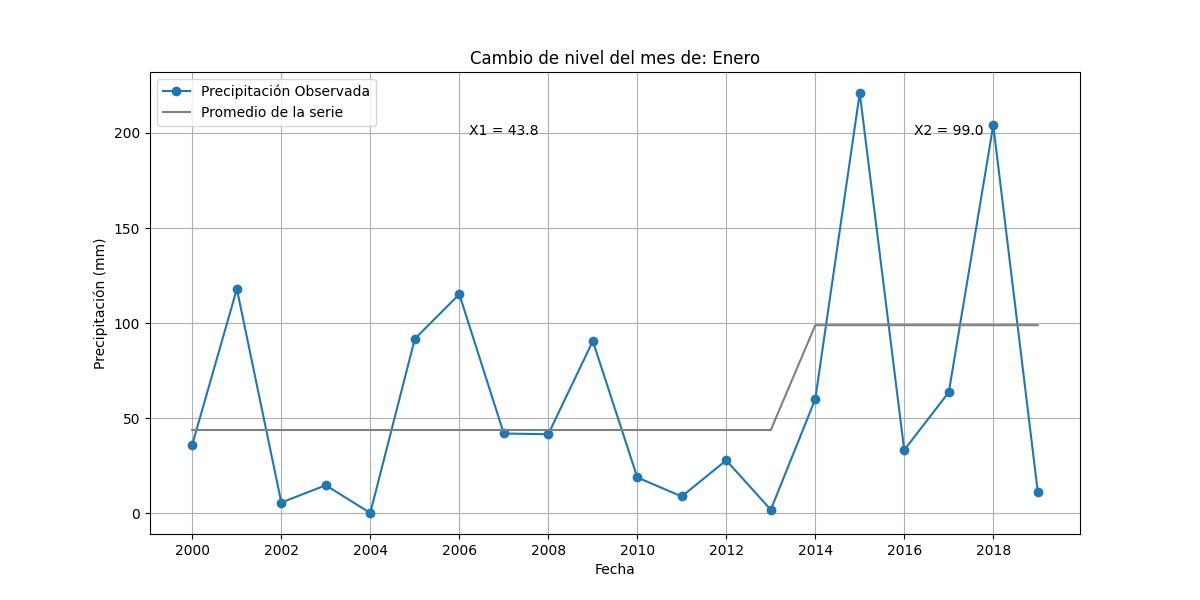 Cambio de nivel del mes de: Enero
Precipitación Observada
Promedio de la serie
X1 = 43.8
X2 = 99.0
Precipitación (mm)
200
150
100
50
0
2000 2002 2004 2006 2008 2010 2012 2014 2016 2018
Fecha